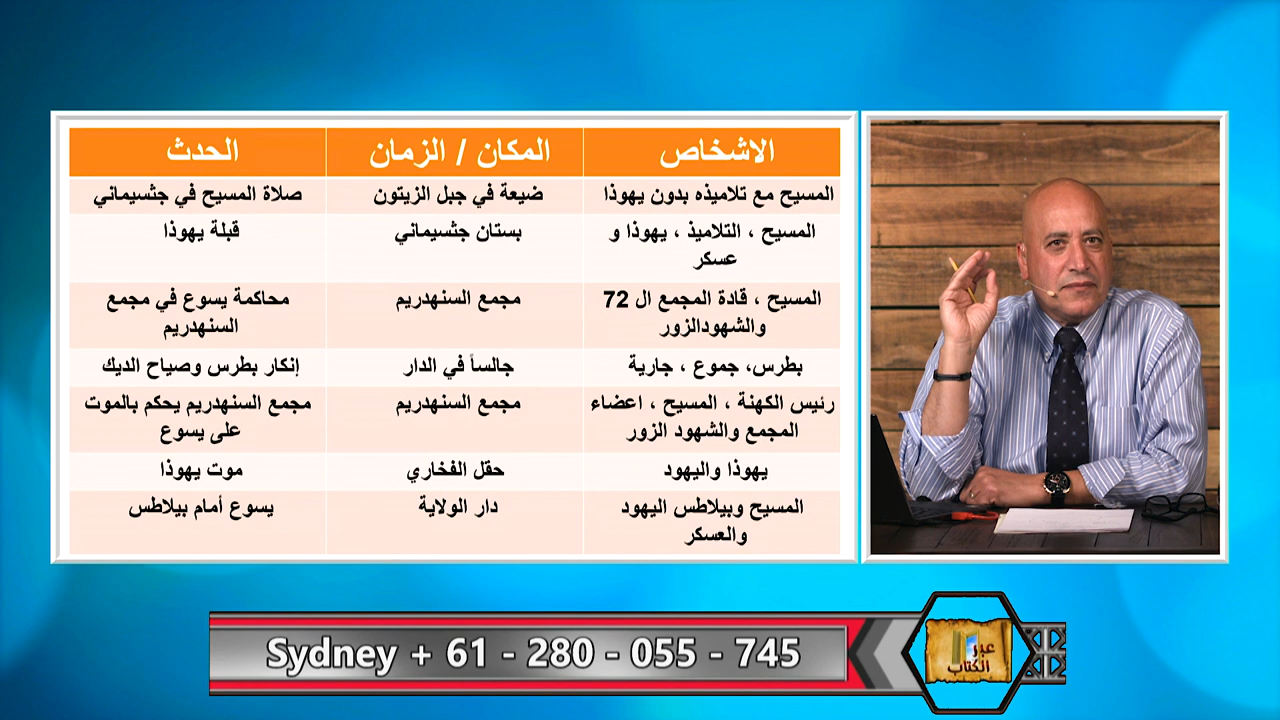 الاشخاص المكان / الزمان الحدث
المسيح مع تلاميذه بدون يهوذا ضيعة في جبل الزيتون صلاة المسيح في جثسيماني
المسيح ، التلاميذ ، يهوذا و بستان جثسيماني قبلة يهوذا
عسكر
المسيح ، قادة المجمع ال 72 مجمع السنهدريم محاكمة يسوع في مجمع
والشهودالزور السنهدريم
بطرس، جموع ، جارية جالساً في الدار إنكار بطرس وصياح الديك
رئيس الكهنة ، المسيح ، اعضاء مجمع السنهدريم مجمع السنهدريم يحكم بالموت
المجمع والشهود الزور على يسوع
يهوذا واليهود حقل الفخاري موت يهوذا
المسيح وبيلاطس اليهود دار الولاية يسوع أمام بيلاطس
والعسكر
Sydney + 61 - 280 - 055 - 745
عبر
الكتاب